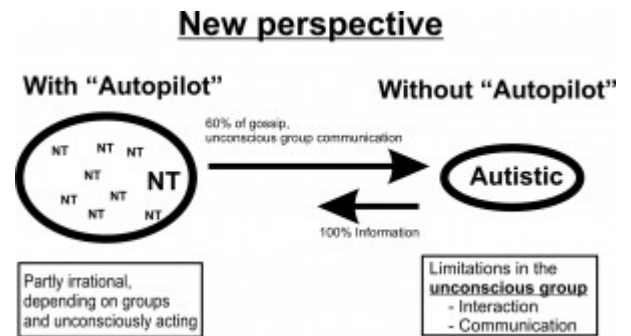 New perspective
With “Autopilot”
Without “Autopilot”
60% of gossip,
unconscious group communication
NT
NT
NT
NT
NT
NT
NT
NT
NT
Autistic
100% Information
Partly irrational,
depending on groups
and unconsciously acting
Limitations in the
unconscious group
- Interaction
- Communication